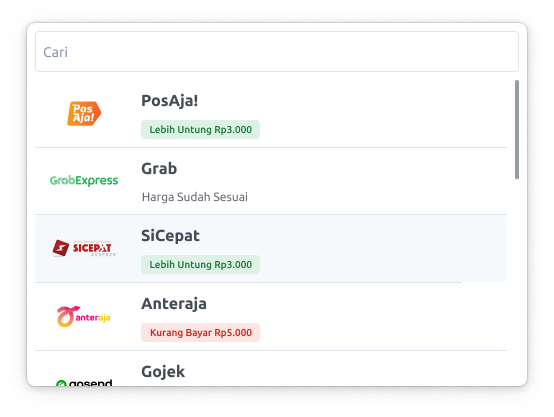 Cari
Pos
Aja!
PosAja!
Lebih Untung Rp3.000
GrabExpress
Grab
Harga Sudah Sesuai
SICEPAT
EKSPRES
SiCepat
Lebih Untung Rp3.000
anteraja
Anteraja
Kurang Bayar Rp5.000
gosend
Gojek